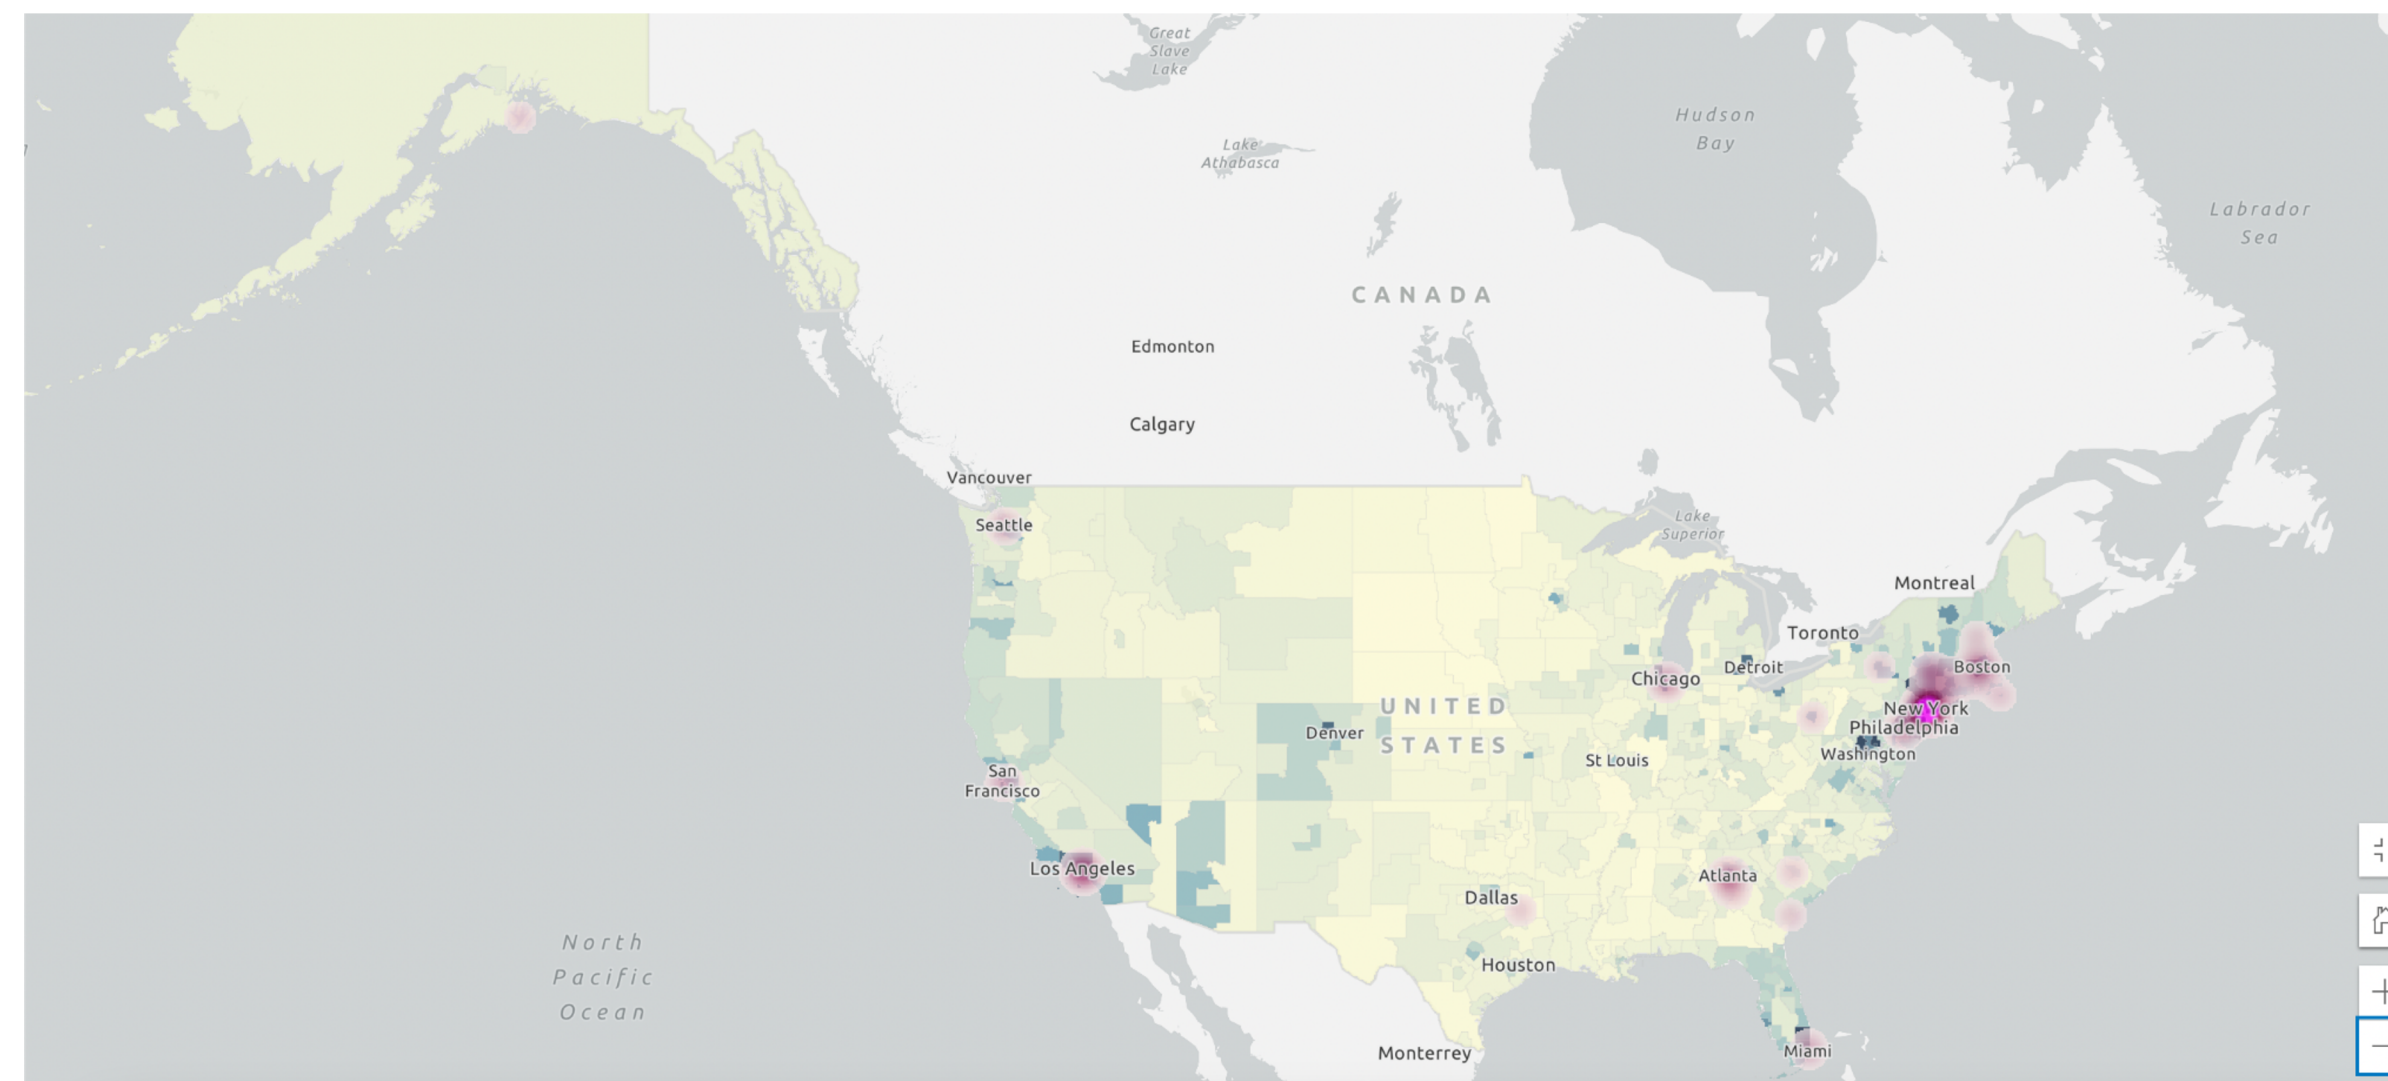 Great
Slave
Lake
Hudson
Bay
Lake
Athabasca
Labrador
Sea
CANADA
Edmonton
Calgary
Vancouver
Seattle
Lake
Superior
Montreal
Toronto
Detroit
Boston
Chicago
UNITED
STATES
New York
Philadelphia
Denver
Washington
St Louis
San
Francisco
Los Angeles
Atlanta
Dallas
North
Pacific
Ocean
Houston
Miami
Monterrey